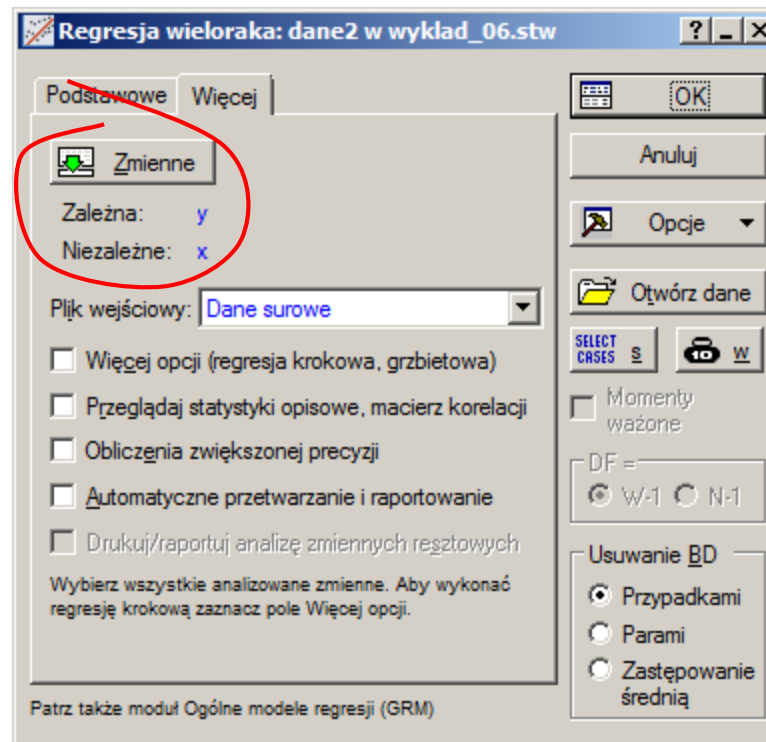 Regresja wieloraka: dane2 w wyklad_06.stw
Podstawowe Więcej
Zmienne
Zależna: y
Niezależne: x
Plik wejściowy: Dane surowe
Więcej opcji (regresja krokowa, grzbietowa)
Przeglądaj statystyki opisowe, macierz korelacji
Obliczenia zwiększonej precyzji
Automatyczne przetwarzanie i raportowanie
Drukuj/raportuj analizę zmiennych resztowych
Wybierz wszystkie analizowane zmienne. Aby wykonać
regresję krokową zaznacz pole Więcej opcji.
Patrz także moduł Ogólne modele regresji (GRM)
OK
Anuluj
Opcje
Otwórz dane
SELECT
CASES S W
Momenty
ważone
DF =
W-1 N-1
Usuwanie BD
Przypadkami
Parami
Zastępowanie
średnią